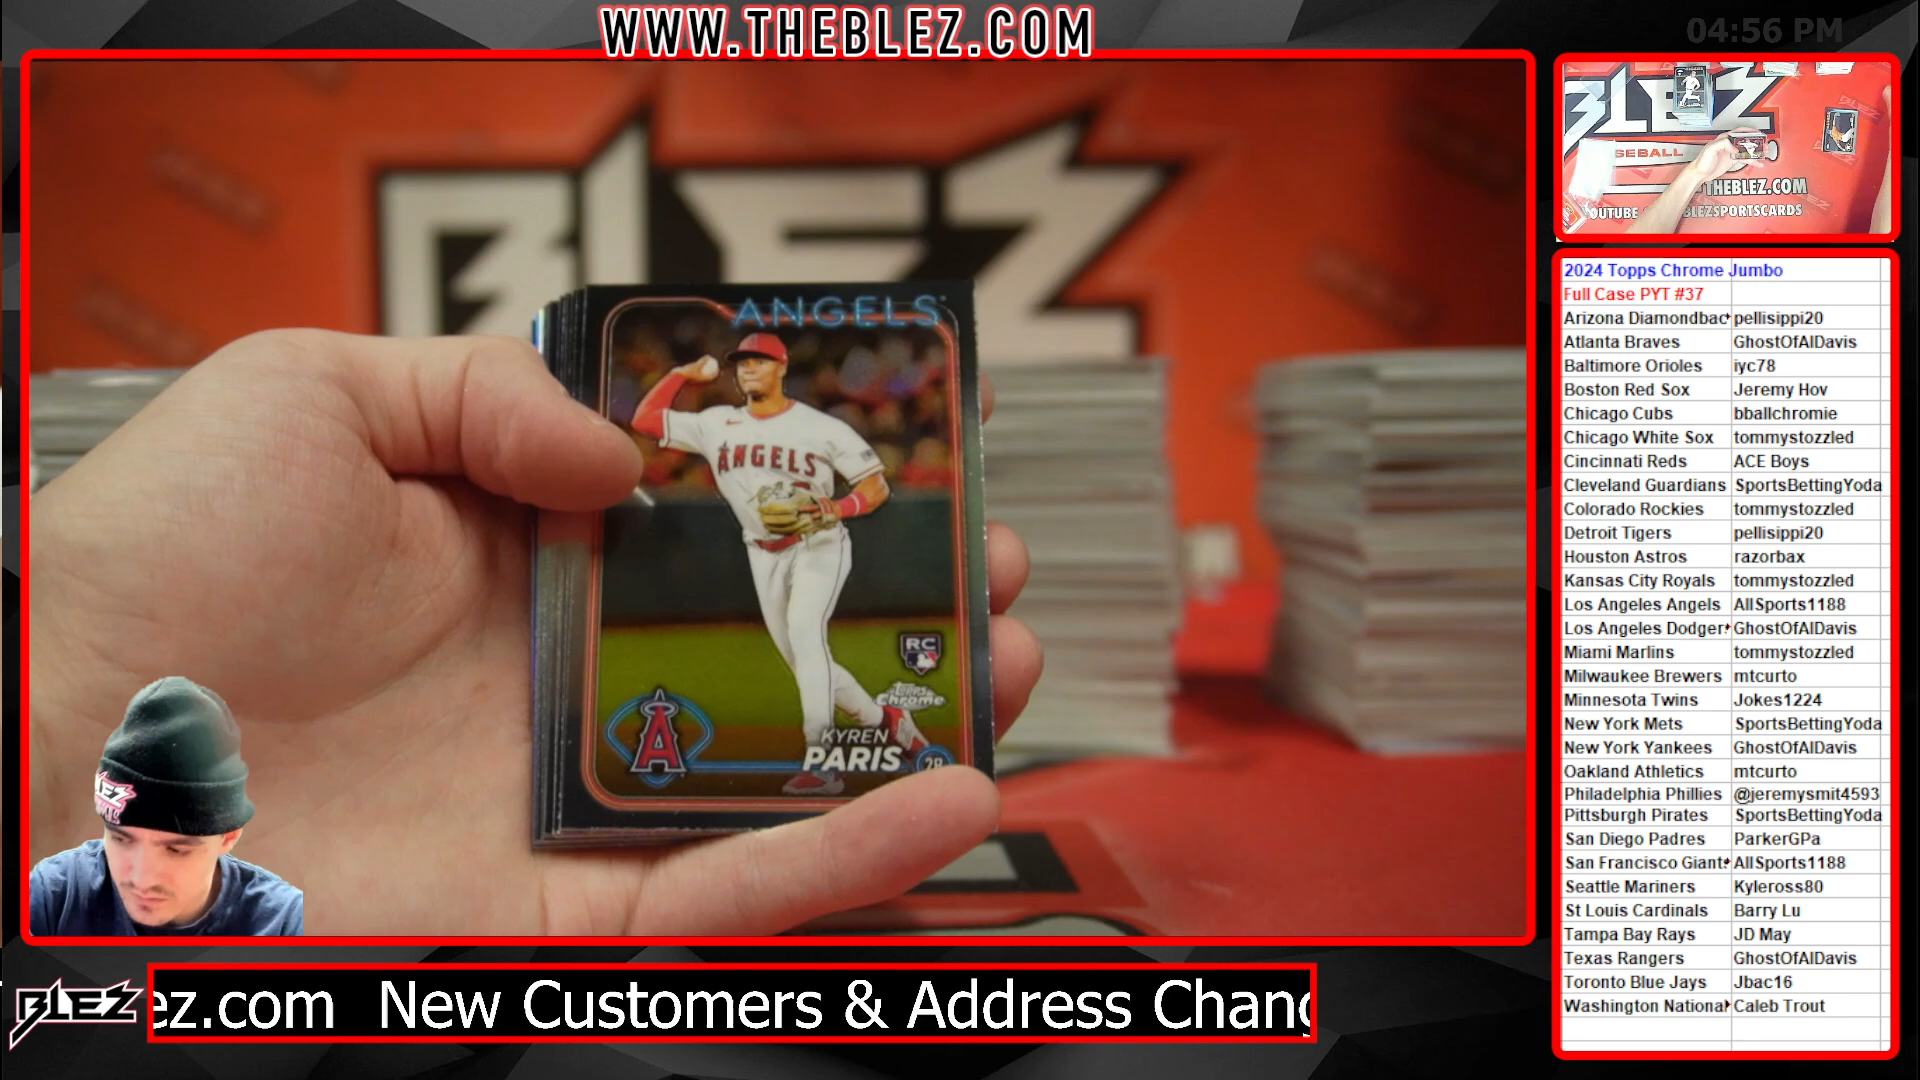 WWW.THEBLEZ.COM
04:56 PM
BLEZ
ANGELS
ANGELS
RC
Topps
Chrome
KYREN
PARIS
2B
A
BLEZ
BLEZ
SEBALL
THEBLEZ.COM
OUTUBE
BLEZSPORTSCARDS
2024 Topps Chrome Jumbo
Full Case PYT #37
Arizona Diamondbac pellisippi20
Atlanta Braves GhostOfAlDavis
Baltimore Orioles iyc78
Boston Red Sox Jeremy Hov
Chicago Cubs bballchromie
Chicago White Sox tommystozzled
Cincinnati Reds ACE Boys
Cleveland Guardians SportsBettingYoda
Colorado Rockies tommystozzled
Detroit Tigers pellisippi20
Houston Astros razorbax
Kansas City Royals tommystozzled
Los Angeles Angels AllSports1188
Los Angeles Dodger GhostOfAlDavis
Miami Marlins tommystozzled
Milwaukee Brewers mtcurto
Minnesota Twins Jokes1224
New York Mets SportsBettingYoda
New York Yankees GhostOfAlDavis
Oakland Athletics mtcurto
Philadelphia Phillies @jeremysmit4593
Pittsburgh Pirates SportsBettingYoda
San Diego Padres ParkerGPa
San Francisco Giant AllSports1188
Seattle Mariners Kyleross80
St Louis Cardinals Barry Lu
Tampa Bay Rays JD May
Texas Rangers GhostOfAlDavis
Toronto Blue Jays Jbac16
Washington National Caleb Trout
BLEZ
ez.com New Customers & Address Chang